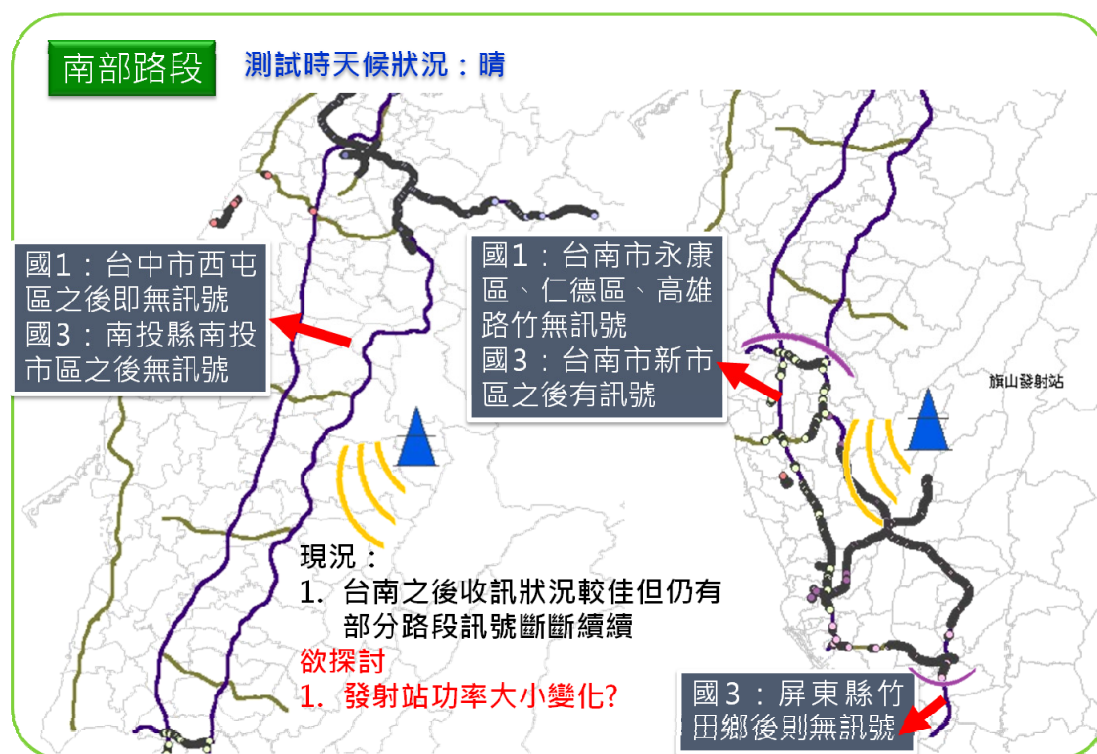 南部路段
測試時天候狀況：晴
國1：台中市西屯
區之後即無訊號
國3：南投縣南投
市區之後無訊號
國1：台南市永康
區、仁德區、高雄
路竹無訊號
國3：台南市新市
區之後有訊號
旗山發射站
現況：
1. 台南之後收訊狀況較佳但仍有
部分路段訊號斷斷續續
欲探討
1. 發射站功率大小變化?
國3：屏東縣竹
田鄉後則無訊號